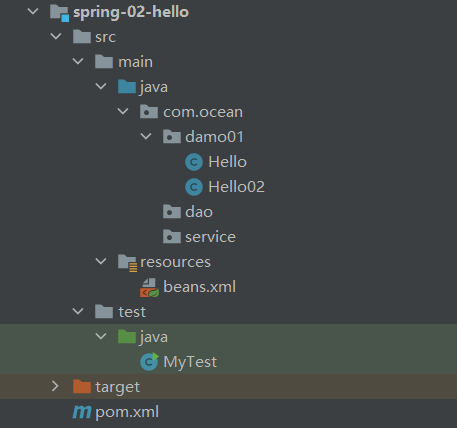 spring-02-hello
src
main
java
com.ocean
damo01
Hello
Hello02
dao
service
resources
beans.xml
test
java
MyTest
target
pom.xml